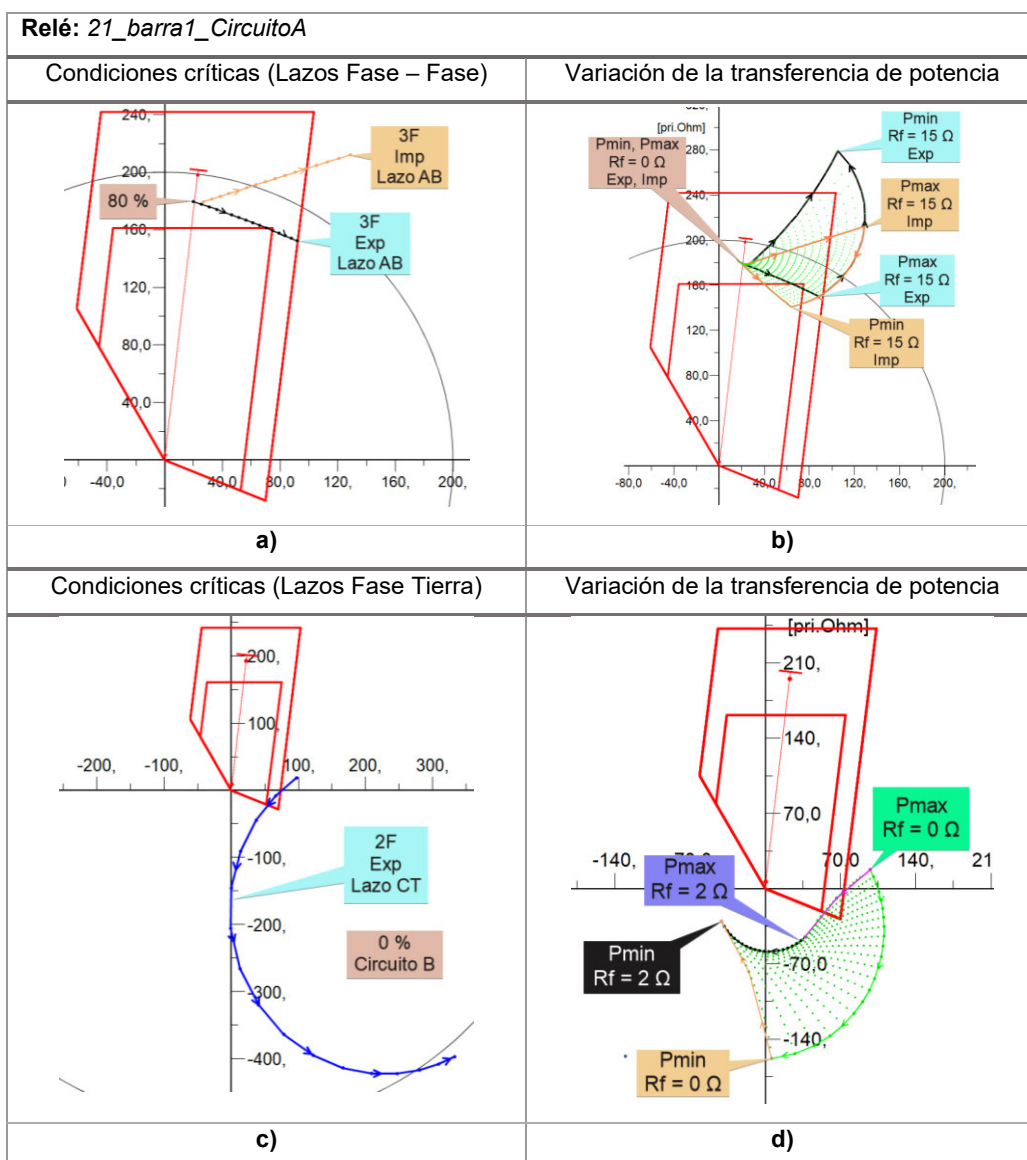 Relé: 21_barra1_CircuitoA
Condiciones críticas (Lazos Fase – Fase)
Variación de la transferencia de potencia
240,
200,
160,
120,
80,0
40,0
-40,0
40,0
80,0
120,
160,
200,
80 %
3F
Imp
Lazo AB
3F
Exp
Lazo AB
[pri.Ohm]
280,
240,
200,
160,
120,
80,0
40,0
-80,0
-40,0
40,0
80,0
120,
160,
200,
Pmin, Pmax
Rf = 0 Ω
Exp, Imp
Pmin
Rf = 15 Ω
Exp
Pmax
Rf = 15 Ω
Imp
Pmax
Rf = 15 Ω
Exp
Pmin
Rf = 15 Ω
Imp
a)
b)
Condiciones críticas (Lazos Fase Tierra)
Variación de la transferencia de potencia
200,
100,
-200,
-100,
100,
200,
300,
-100,
-200,
-300,
-400,
2F
Exp
Lazo CT
0 %
Circuito B
[pri.Ohm]
210,
140,
70,0
-140,
70,0
140,
21
-70,0
-140,
Pmax
Rf = 0 Ω
Pmax
Rf = 2 Ω
Pmin
Rf = 2 Ω
Pmin
Rf = 0 Ω
c)
d)